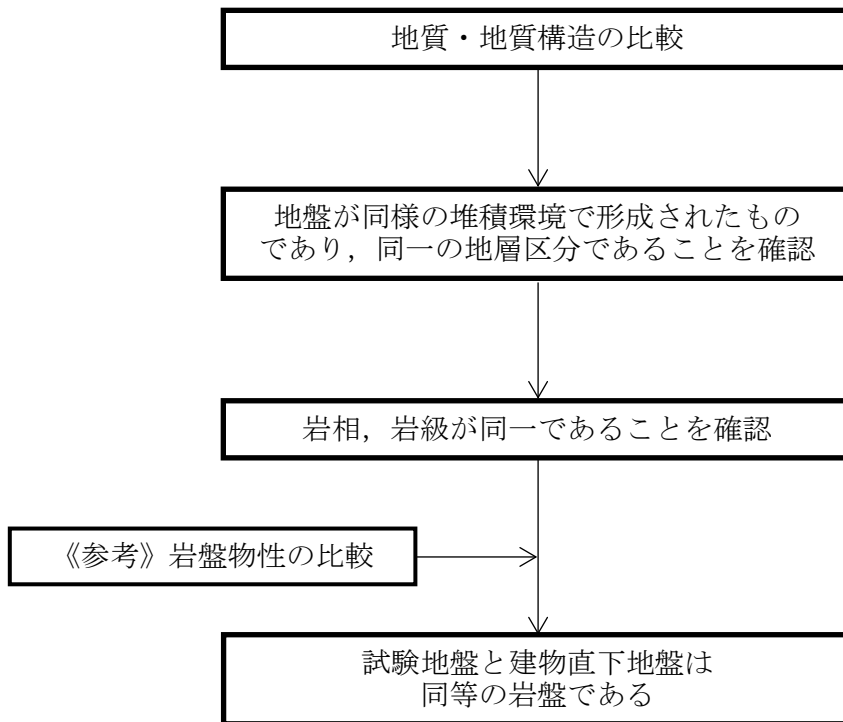 地質・地質構造の比較
地盤が同様の堆積環境で形成されたもの
であり，同一の地層区分であることを確認
岩相，岩級が同一であることを確認
《参考》岩盤物性の比較
試験地盤と建物直下地盤は
同等の岩盤である